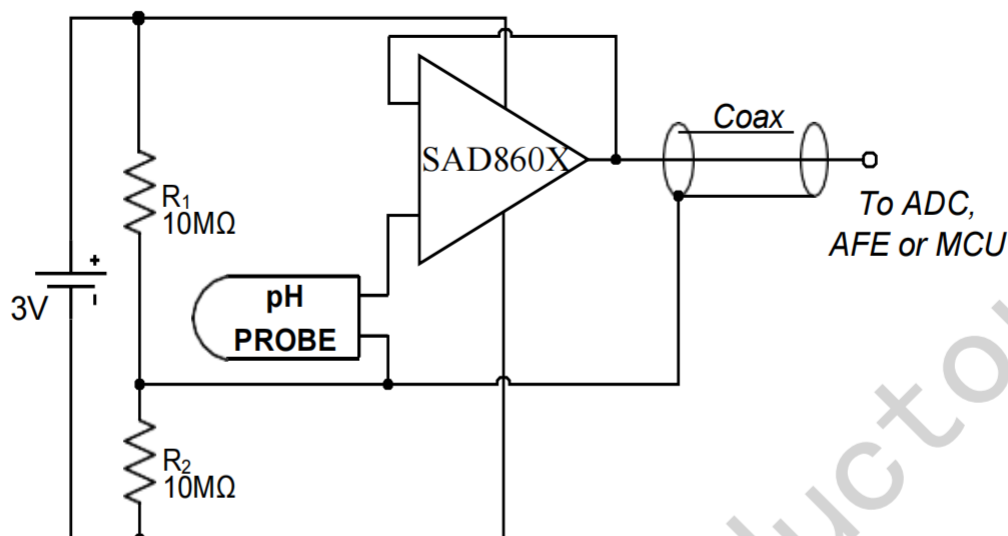 Coax
SAD860X
R1
10MΩ
To ADC,
AFE or MCU
+
pH
PROBE
3V
R2
10MΩ